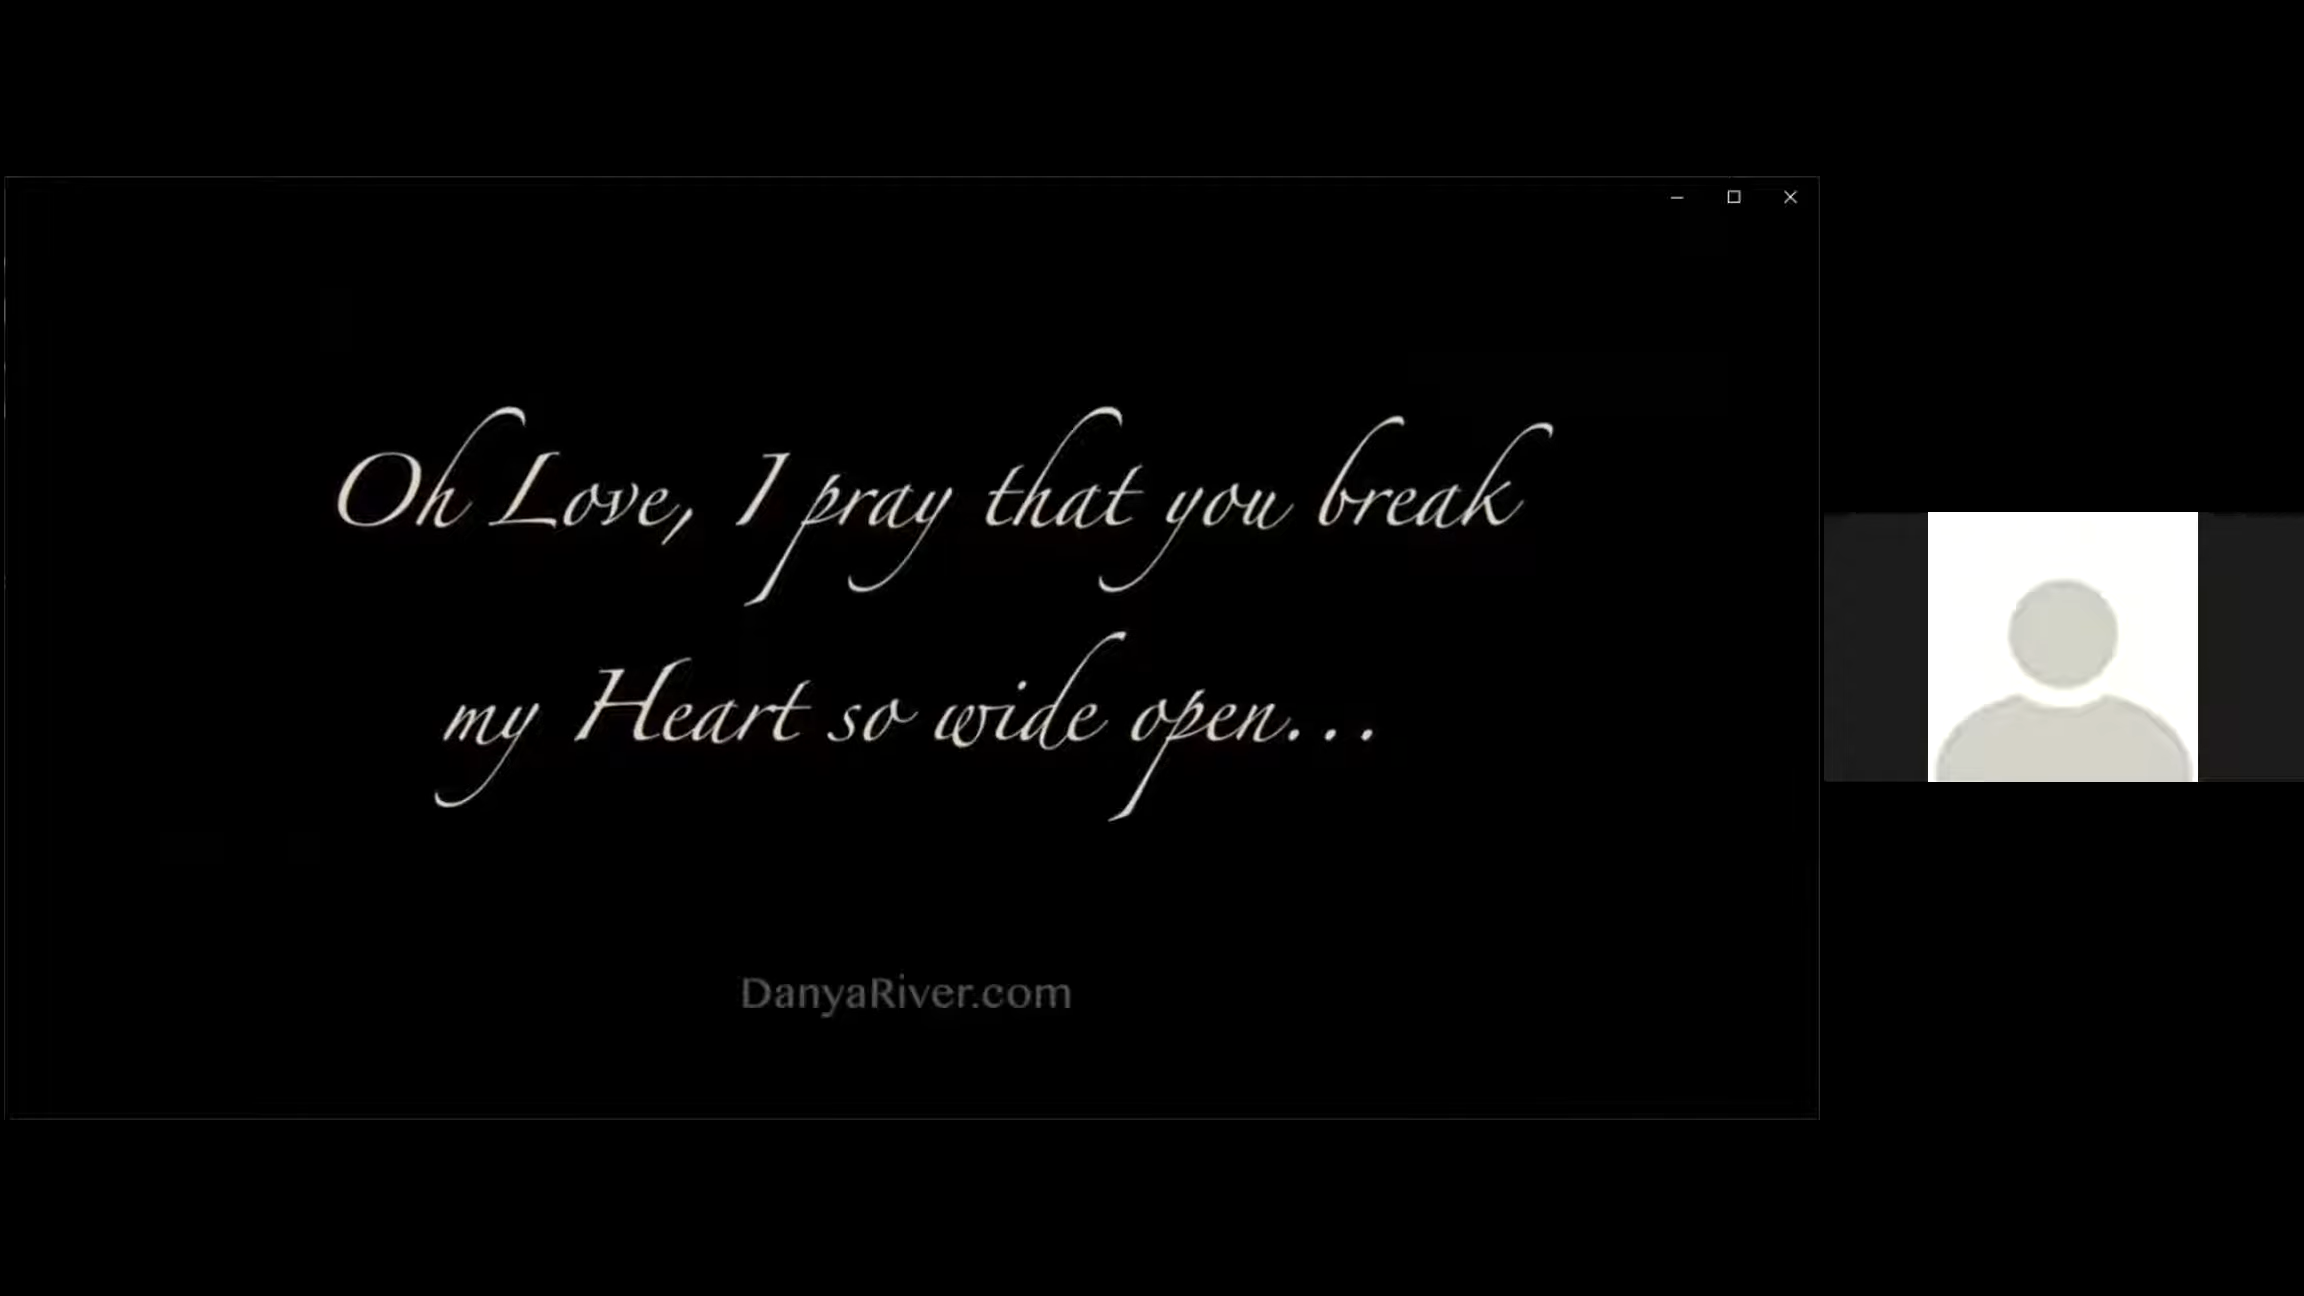 Oh Love, I pray that you break
my Heart so wide open...
DanyaRiver.com